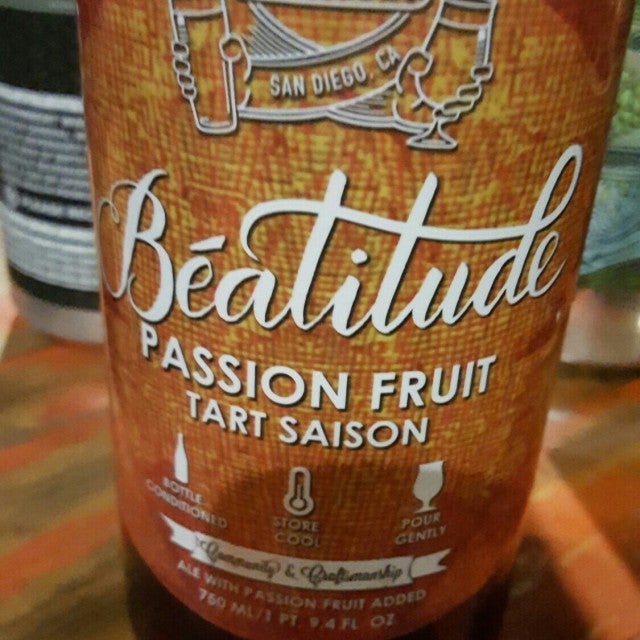 SAN DIEGO, CA
Béatitude
PASSION FRUIT
TART SAISON
BOTTLE
CONDITIONED
STORE
COOL
POUR
GENTLY
Community & Craftsmanship
ALE WITH PASSION FRUIT ADDED
750 ML/1 PT. 9.4 FL. OZ